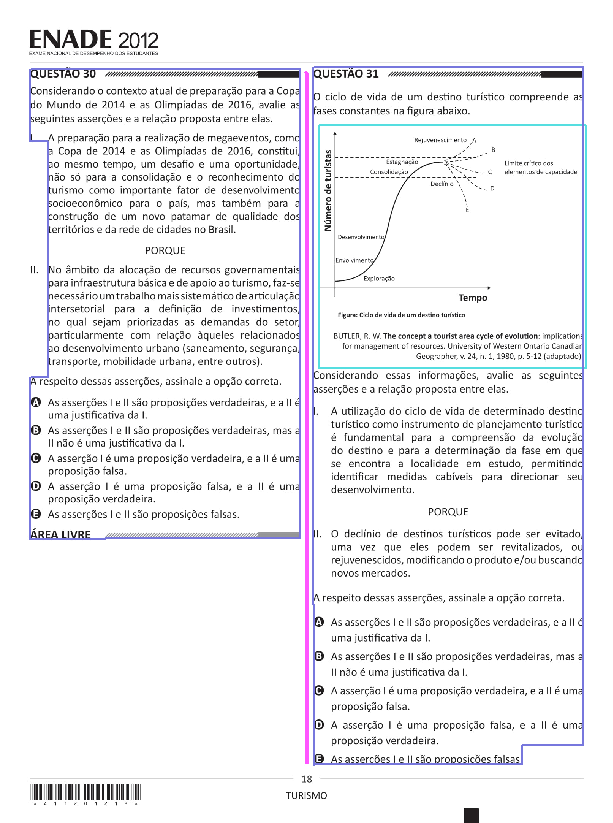 ENADE 2012
EXAME NACIONAL DE DESEMPENHO DOS ESTUDANTES
QUESTÃO 30
Considerando o contexto atual de preparação para a Copa
do Mundo de 2014 e as Olimpíadas de 2016, avalie as
seguintes asserções e a relação proposta entre elas.
I. A preparação para a realização de megaeventos, como
a Copa de 2014 e as Olimpíadas de 2016, constitui,
ao mesmo tempo, um desafio e uma oportunidade,
não só para a consolidação e o reconhecimento do
turismo como importante fator de desenvolvimento
socioeconômico para o país, mas também para a
construção de um novo patamar de qualidade dos
territórios e da rede de cidades no Brasil.
PORQUE
II. No âmbito da alocação de recursos governamentais
para infraestrutura básica e de apoio ao turismo, faz-se
necessário um trabalho mais sistemático de articulação
intersetorial para a definição de investimentos,
no qual sejam priorizadas as demandas do setor,
particularmente com relação àqueles relacionados
ao desenvolvimento urbano (saneamento, segurança,
transporte, mobilidade urbana, entre outros).
A respeito dessas asserções, assinale a opção correta.
A As asserções I e II são proposições verdadeiras, e a II é
uma justificativa da I.
B As asserções I e II são proposições verdadeiras, mas a
II não é uma justificativa da I.
C A asserção I é uma proposição verdadeira, e a II é uma
proposição falsa.
D A asserção I é uma proposição falsa, e a II é uma
proposição verdadeira.
E As asserções I e II são proposições falsas.
ÁREA LIVRE
QUESTÃO 31
O ciclo de vida de um destino turístico compreende as
fases constantes na figura abaixo.
Número de turistas
Rejuvenescimento
A
B
Estagnação
Limite crítico dos
elementos de capacidade
Consolidação
C
Declínio
D
E
Desenvolvimento
Envolvimento
Exploração
Tempo
Figura: Ciclo de vida de um destino turístico
BUTLER, R. W. The concept a tourist area cycle of evolution: implications
for management of resources. University of Western Ontario Canadian
Geographer, v. 24, n. 1, 1980, p. 5-12 (adaptado).
Considerando essas informações, avalie as seguintes
asserções e a relação proposta entre elas.
I. A utilização do ciclo de vida de determinado destino
turístico como instrumento de planejamento turístico
é fundamental para a compreensão da evolução
do destino e para a determinação da fase em que
se encontra a localidade em estudo, permitindo
identificar medidas cabíveis para direcionar seu
desenvolvimento.
PORQUE
II. O declínio de destinos turísticos pode ser evitado,
uma vez que eles podem ser revitalizados, ou
rejuvenescidos, modificando o produto e/ou buscando
novos mercados.
A respeito dessas asserções, assinale a opção correta.
A As asserções I e II são proposições verdadeiras, e a II é
uma justificativa da I.
B As asserções I e II são proposições verdadeiras, mas a
II não é uma justificativa da I.
C A asserção I é uma proposição verdadeira, e a II é uma
proposição falsa.
D A asserção I é uma proposição falsa, e a II é uma
proposição verdadeira.
E As asserções I e II são proposições falsas.
18
TURISMO